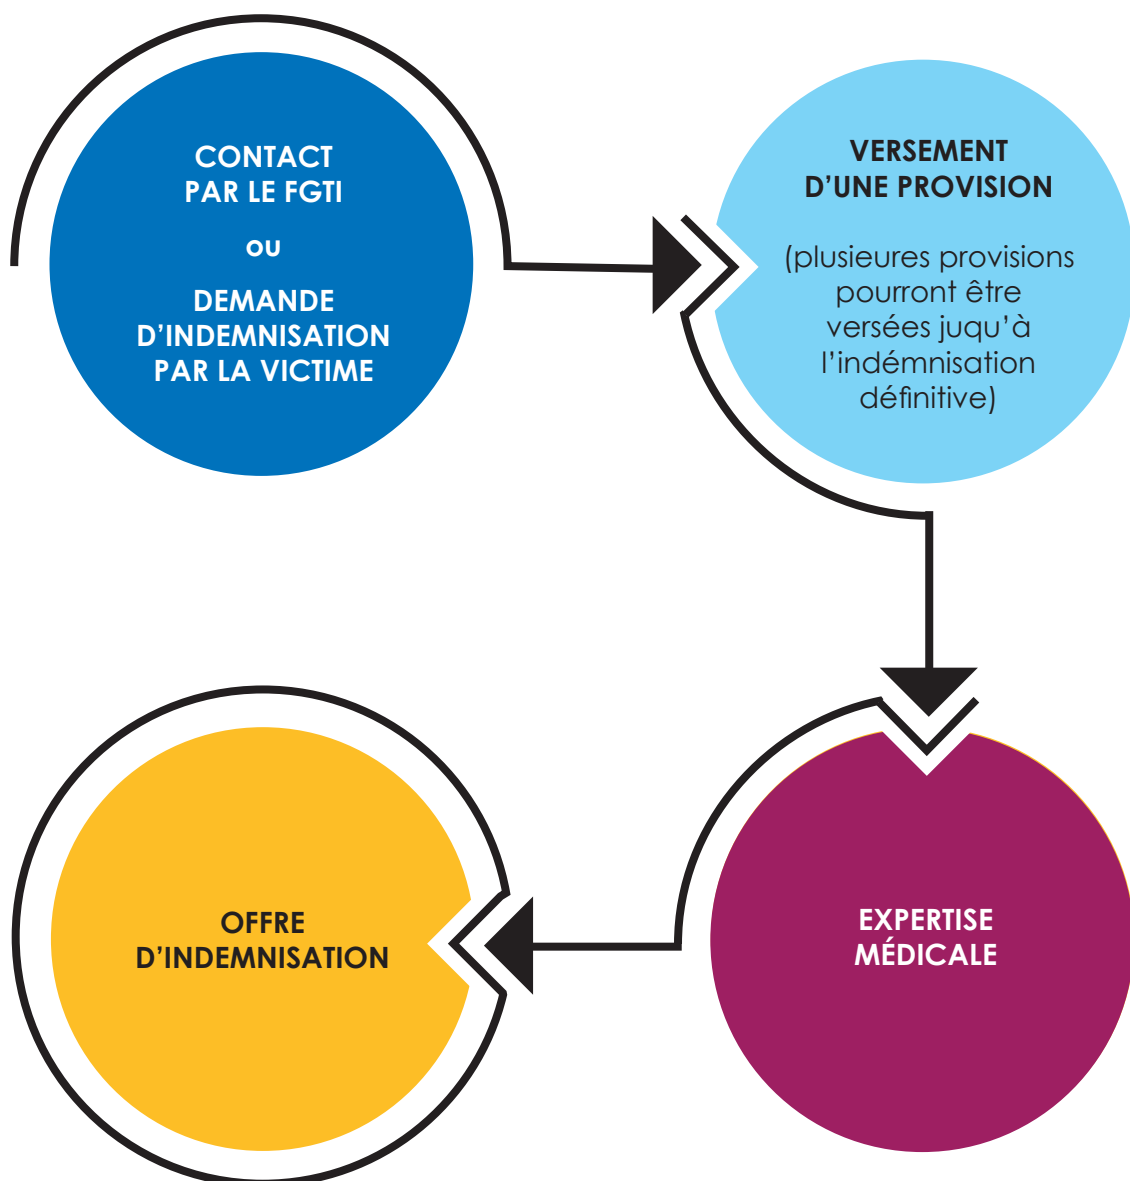 CONTACT
PAR LE FGTI
ou
DEMANDE
D’INDEMNISATION
PAR LA VICTIME
VERSEMENT
D’UNE PROVISION
(plusieures provisions
pourront être
versées juqu’à
l’indémnisation
définitive)
EXPERTISE
MÉDICALE
OFFRE
D’INDEMNISATION